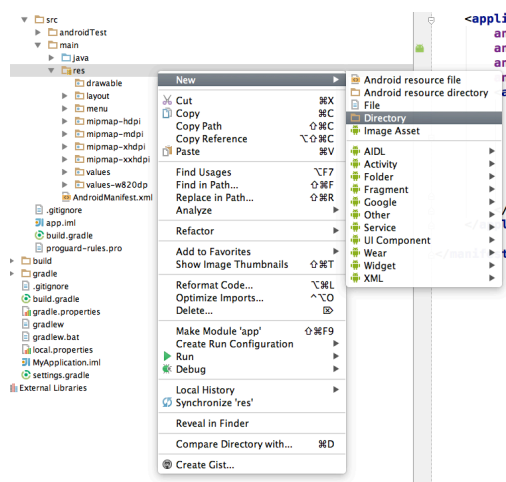 src
androidTest
main
java
res
drawable
layout
menu
mipmap-hdpi
mipmap-mdpi
mipmap-xhdpi
mipmap-xxhdpi
values
values-w820dp
AndroidManifest.xml
.gitignore
app.iml
build.gradle
proguard-rules.pro
build
gradle
.gitignore
build.gradle
gradle.properties
gradlew
gradlew.bat
local.properties
MyApplication.iml
settings.gradle
External Libraries
New
Cut ⌘X
Copy ⌘C
Copy Path ⇧⌘C
Copy Reference ⌥⇧⌘C
Paste ⌘V
Find Usages ⌥F7
Find in Path... ⇧⌘F
Replace in Path... ⇧⌘R
Analyze
Refactor
Add to Favorites
Show Image Thumbnails ⇧⌘T
Reformat Code... ⌥⌘L
Optimize Imports... ^⌥O
Delete... ⌦
Make Module 'app' ⇧⌘F9
Create Run Configuration
Run
Debug
Local History
Synchronize 'res'
Reveal in Finder
Compare Directory with... ⌘D
Create Gist...
Android resource file
Android resource directory
File
Directory
Image Asset
AIDL
Activity
Folder
Fragment
Google
Other
Service
UI Component
Wear
Widget
XML
<appli
an
an
an